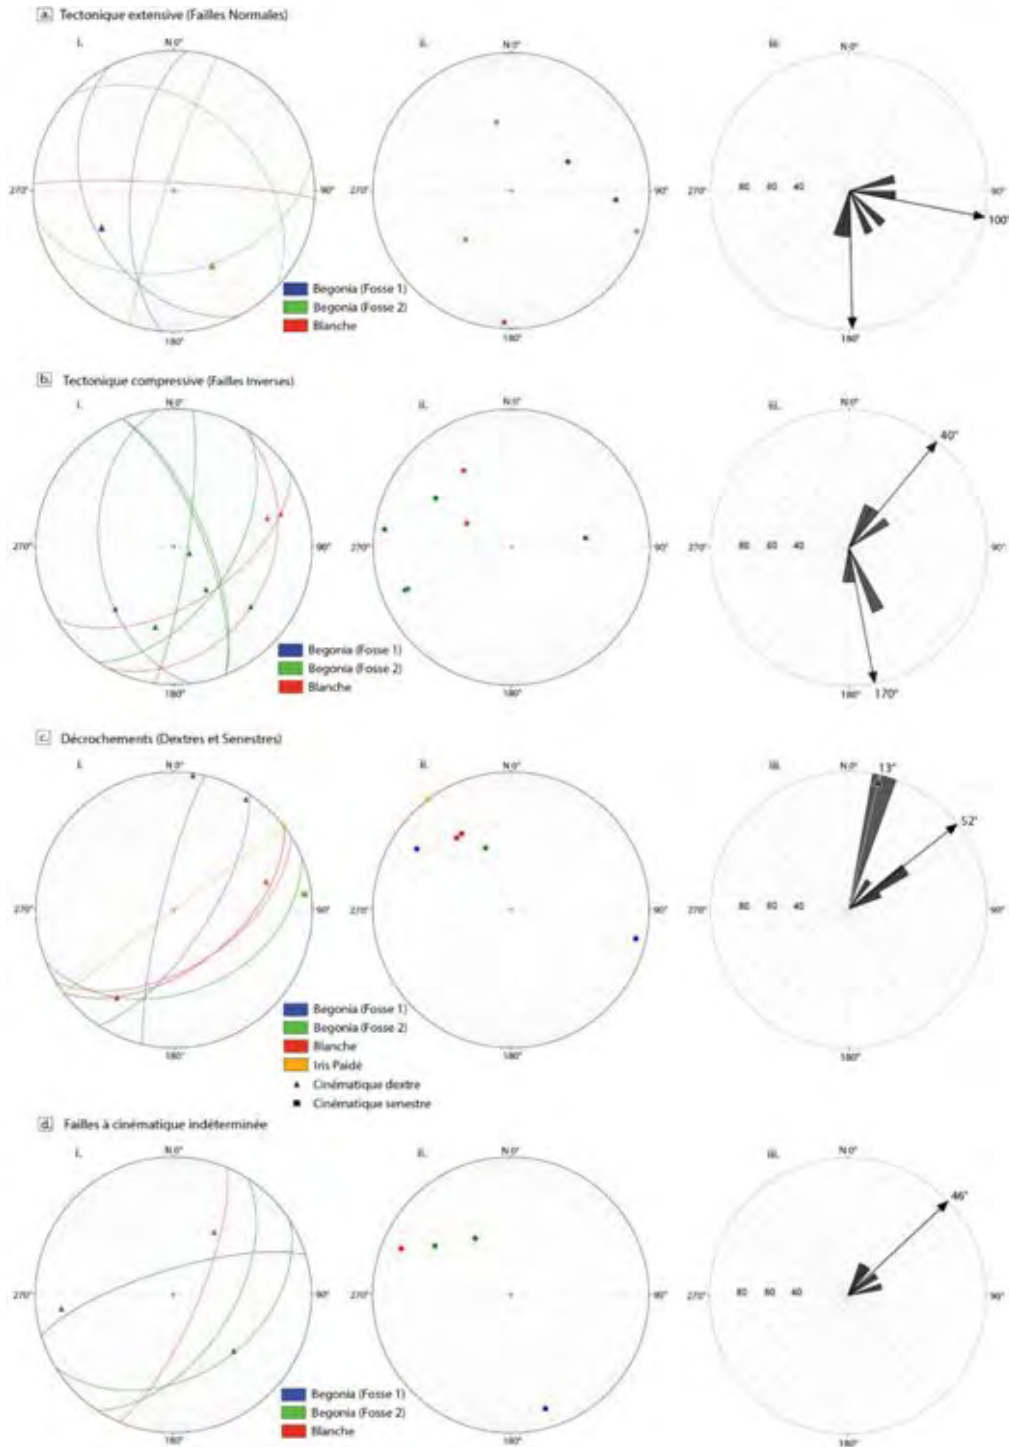 a. Tectonique extensive (Failles Normales)
i. ii. iii.
N 0° N 0° N 0°
270° 90° 270° 90° 270° 80 60 40 90°
100°
Begonia (Fosse 1)
Begonia (Fosse 2)
Blanche
180° 180° 180°
b. Tectonique compressive (Failles Inverses)
i. ii. iii.
N 0° N 0° N 0°
40°
270° 90° 270° 90° 270° 80 60 40 90°
Begonia (Fosse 1)
Begonia (Fosse 2)
Blanche
180° 180° 180° 170°
c. Décrochements (Dextres et Senestres)
i. ii. iii.
N 0° N 0° N 0° 13°
52°
270° 90° 270° 90° 270° 80 60 40 90°
Begonia (Fosse 1)
Begonia (Fosse 2)
Blanche
180° 180° 180°
Iris Paidé
Cinématique dextre
Cinématique senestre
d. Failles à cinématique indéterminée
i. ii. iii.
N 0° N 0° N 0°
46°
270° 90° 270° 90° 270° 80 60 40 90°
Begonia (Fosse 1)
Begonia (Fosse 2)
Blanche
180° 180° 180°